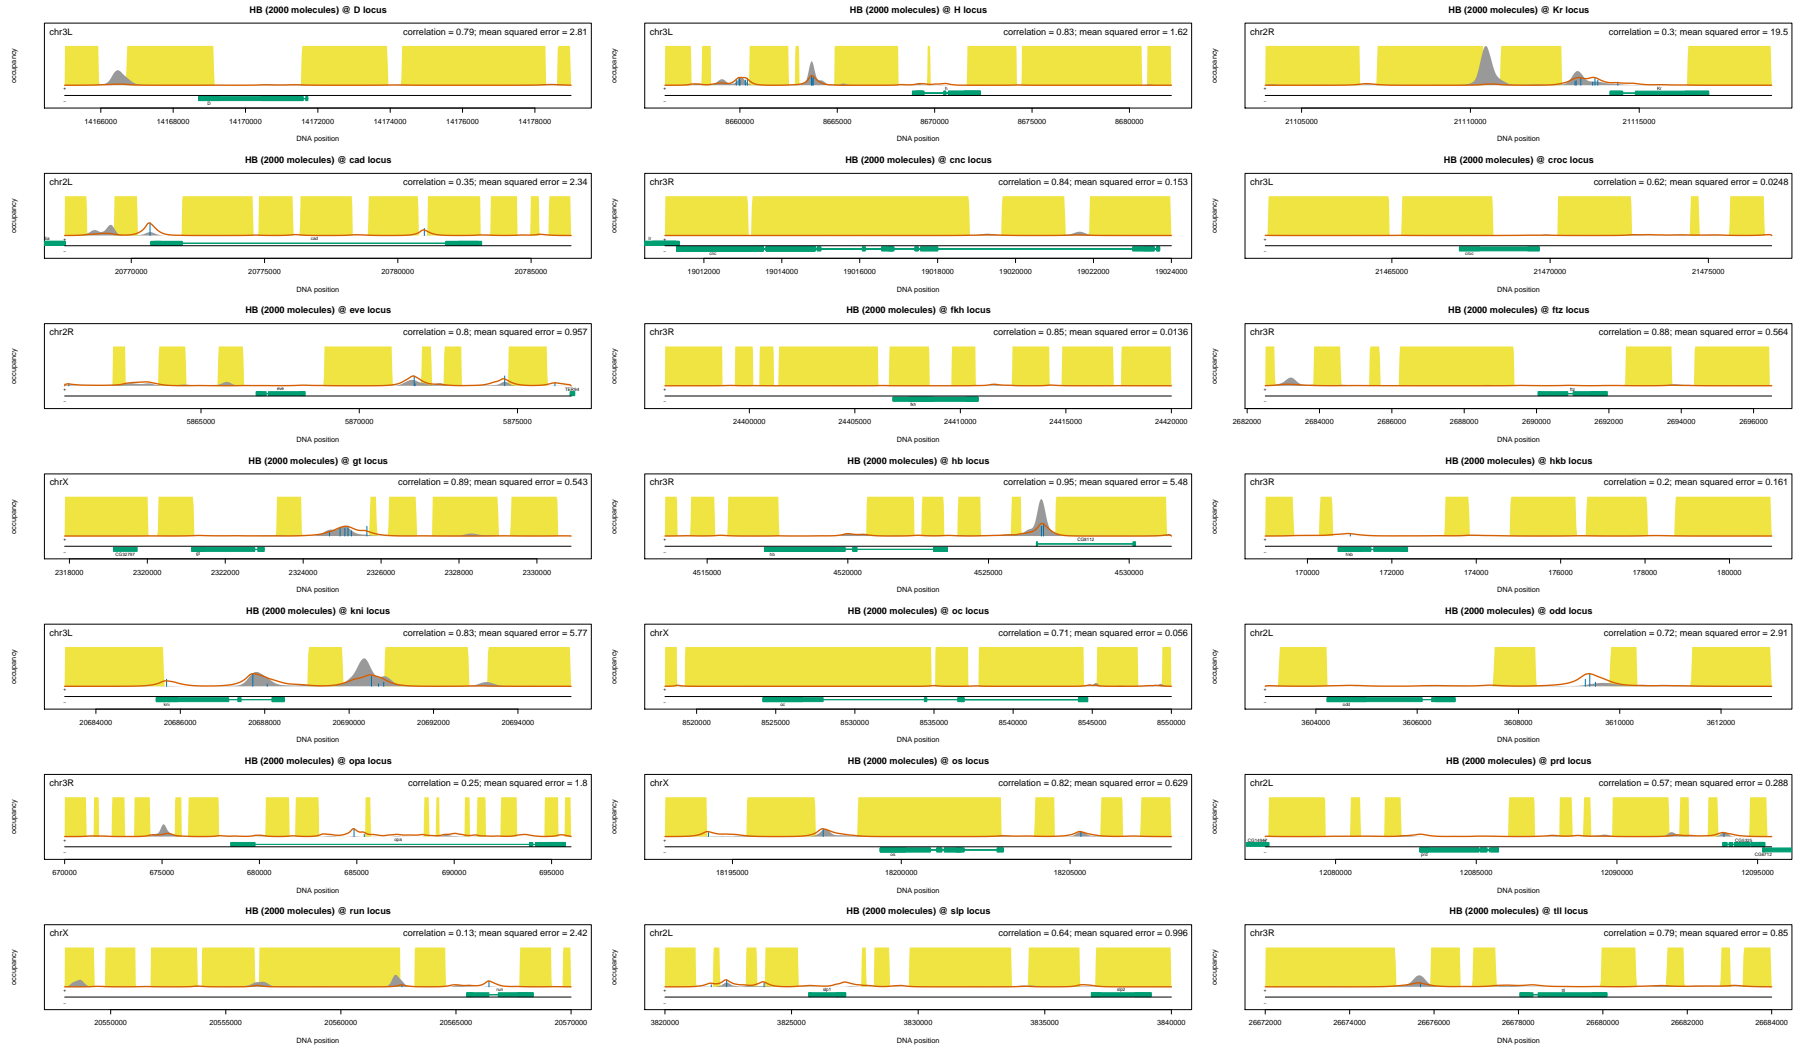 HB (2000 molecules) @ D locus
occupancy
chr3L
correlation = 0.79; mean squared error = 2.81
+
−
D
14166000 14168000 14170000 14172000 14174000 14176000 14178000
DNA position
HB (2000 molecules) @ H locus
occupancy
chr3L
correlation = 0.83; mean squared error = 1.62
+
−
8660000 8665000 8670000 8675000 8680000
DNA position
HB (2000 molecules) @ Kr locus
occupancy
chr2R
correlation = 0.3; mean squared error = 19.5
+
−
Kr
21105000 21110000 21115000
DNA position
HB (2000 molecules) @ cad locus
occupancy
chr2L
correlation = 0.35; mean squared error = 2.34
+
−
cad
20770000 20775000 20780000 20785000
DNA position
HB (2000 molecules) @ cnc locus
occupancy
chr3R
correlation = 0.84; mean squared error = 0.153
+
−
cnc
19012000 19014000 19016000 19018000 19020000 19022000 19024000
DNA position
HB (2000 molecules) @ croc locus
occupancy
chr3L
correlation = 0.62; mean squared error = 0.0248
+
−
croc
21465000 21470000 21475000
DNA position
HB (2000 molecules) @ eve locus
occupancy
chr2R
correlation = 0.8; mean squared error = 0.957
+
−
eve
TER94
5865000 5870000 5875000
DNA position
HB (2000 molecules) @ fkh locus
occupancy
chr3R
correlation = 0.85; mean squared error = 0.0136
+
−
fkh
24400000 24405000 24410000 24415000 24420000
DNA position
HB (2000 molecules) @ ftz locus
occupancy
chr3R
correlation = 0.88; mean squared error = 0.564
+
−
ftz
2682000 2684000 2686000 2688000 2690000 2692000 2694000 2696000
DNA position
HB (2000 molecules) @ gt locus
occupancy
chrX
correlation = 0.89; mean squared error = 0.543
+
−
CG32797
2318000 2320000 2322000 2324000 2326000 2328000 2330000
DNA position
HB (2000 molecules) @ hb locus
occupancy
chr3R
correlation = 0.95; mean squared error = 5.48
+
−
hb
CG8112
4515000 4520000 4525000 4530000
DNA position
HB (2000 molecules) @ hkb locus
occupancy
chr3R
correlation = 0.2; mean squared error = 0.161
+
−
hkb
170000 172000 174000 176000 178000 180000
DNA position
HB (2000 molecules) @ kni locus
occupancy
chr3L
correlation = 0.83; mean squared error = 5.77
+
−
kni
20684000 20686000 20688000 20690000 20692000 20694000
DNA position
HB (2000 molecules) @ oc locus
occupancy
chrX
correlation = 0.71; mean squared error = 0.056
+
−
oc
8520000 8525000 8530000 8535000 8540000 8545000 8550000
DNA position
HB (2000 molecules) @ odd locus
occupancy
chr2L
correlation = 0.72; mean squared error = 2.91
+
−
odd
3604000 3606000 3608000 3610000 3612000
DNA position
HB (2000 molecules) @ opa locus
occupancy
chr3R
correlation = 0.25; mean squared error = 1.8
+
−
opa
670000 675000 680000 685000 690000 695000
DNA position
HB (2000 molecules) @ os locus
occupancy
chrX
correlation = 0.82; mean squared error = 0.629
+
−
os
18195000 18200000 18205000
DNA position
HB (2000 molecules) @ prd locus
occupancy
chr2L
correlation = 0.57; mean squared error = 0.288
+
−
prd
12080000 12085000 12090000 12095000
DNA position
HB (2000 molecules) @ run locus
occupancy
chrX
correlation = 0.13; mean squared error = 2.42
+
−
run
20550000 20555000 20560000 20565000 20570000
DNA position
HB (2000 molecules) @ slp locus
occupancy
chr2L
correlation = 0.64; mean squared error = 0.996
+
−
slp1
slp2
3820000 3825000 3830000 3835000 3840000
DNA position
HB (2000 molecules) @ tll locus
occupancy
chr3R
correlation = 0.79; mean squared error = 0.85
+
−
tll
26672000 26674000 26676000 26678000 26680000 26682000 26684000
DNA position